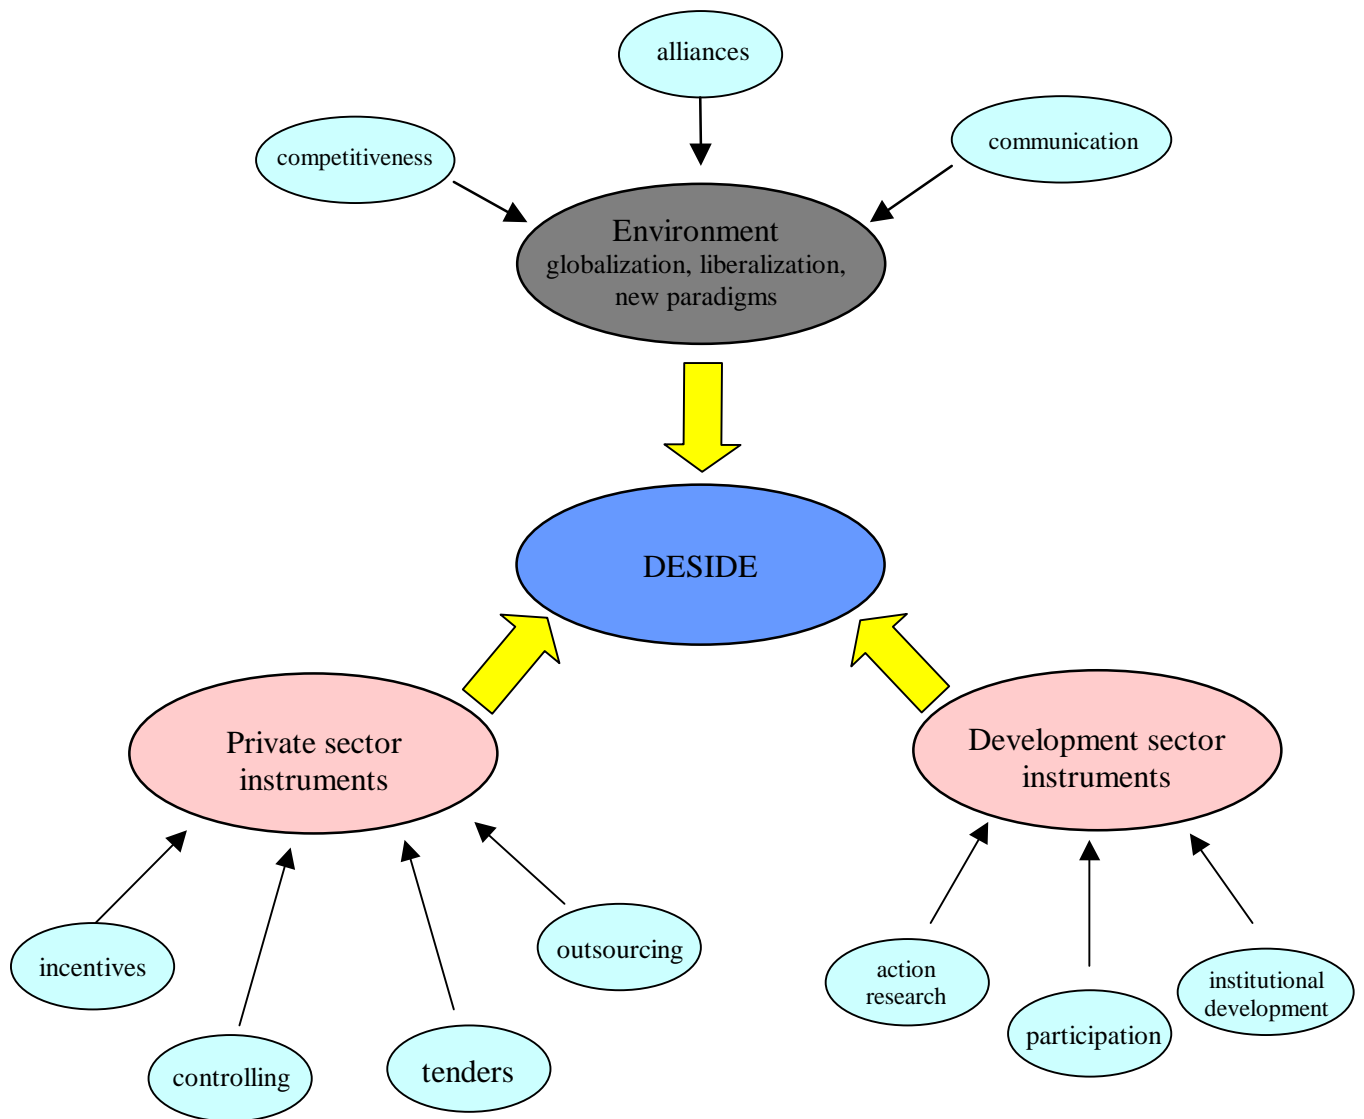 alliances
competitiveness
communication
Environment
globalization, liberalization,
new paradigms
DESIDE
Private sector
instruments
Development sector
instruments
incentives
controlling
tenders
outsourcing
action
research
participation
institutional
development